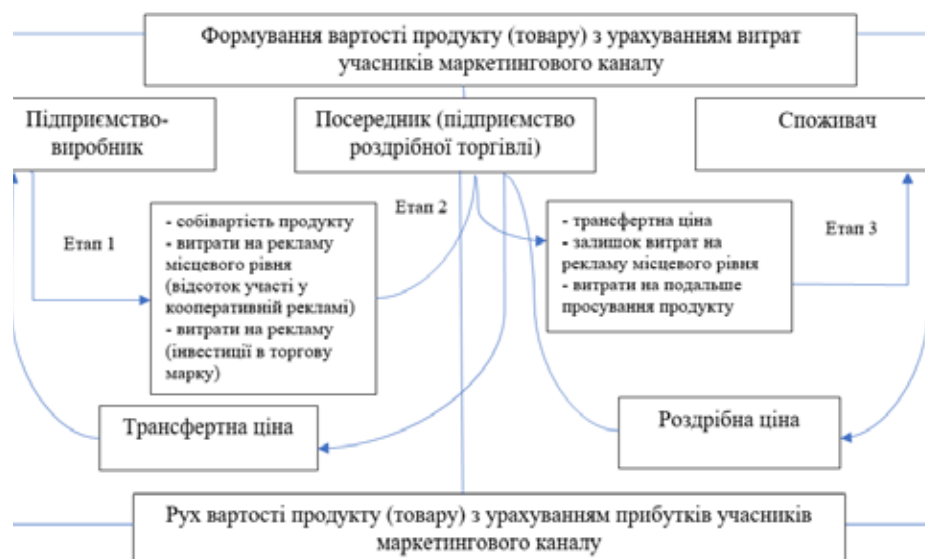 Формування вартості продукту (товару) з урахуванням витрат
учасників маркетингового каналу
Підприємство-
виробник
Посередник (підприємство
роздрібної торгівлі)
Споживач
Етап 1
- собівартість продукту
- витрати на рекламу
місцевого рівня
(відсоток участі у
кооперативній рекламі)
- витрати на рекламу
(інвестиції в торгову
марку)
Етап 2
- трансфертна ціна
- залишок витрат на
рекламу місцевого рівня
- витрати на подальше
просування продукту
Етап 3
Трансфертна ціна
Роздрібна ціна
Рух вартості продукту (товару) з урахуванням прибутків учасників
маркетингового каналу